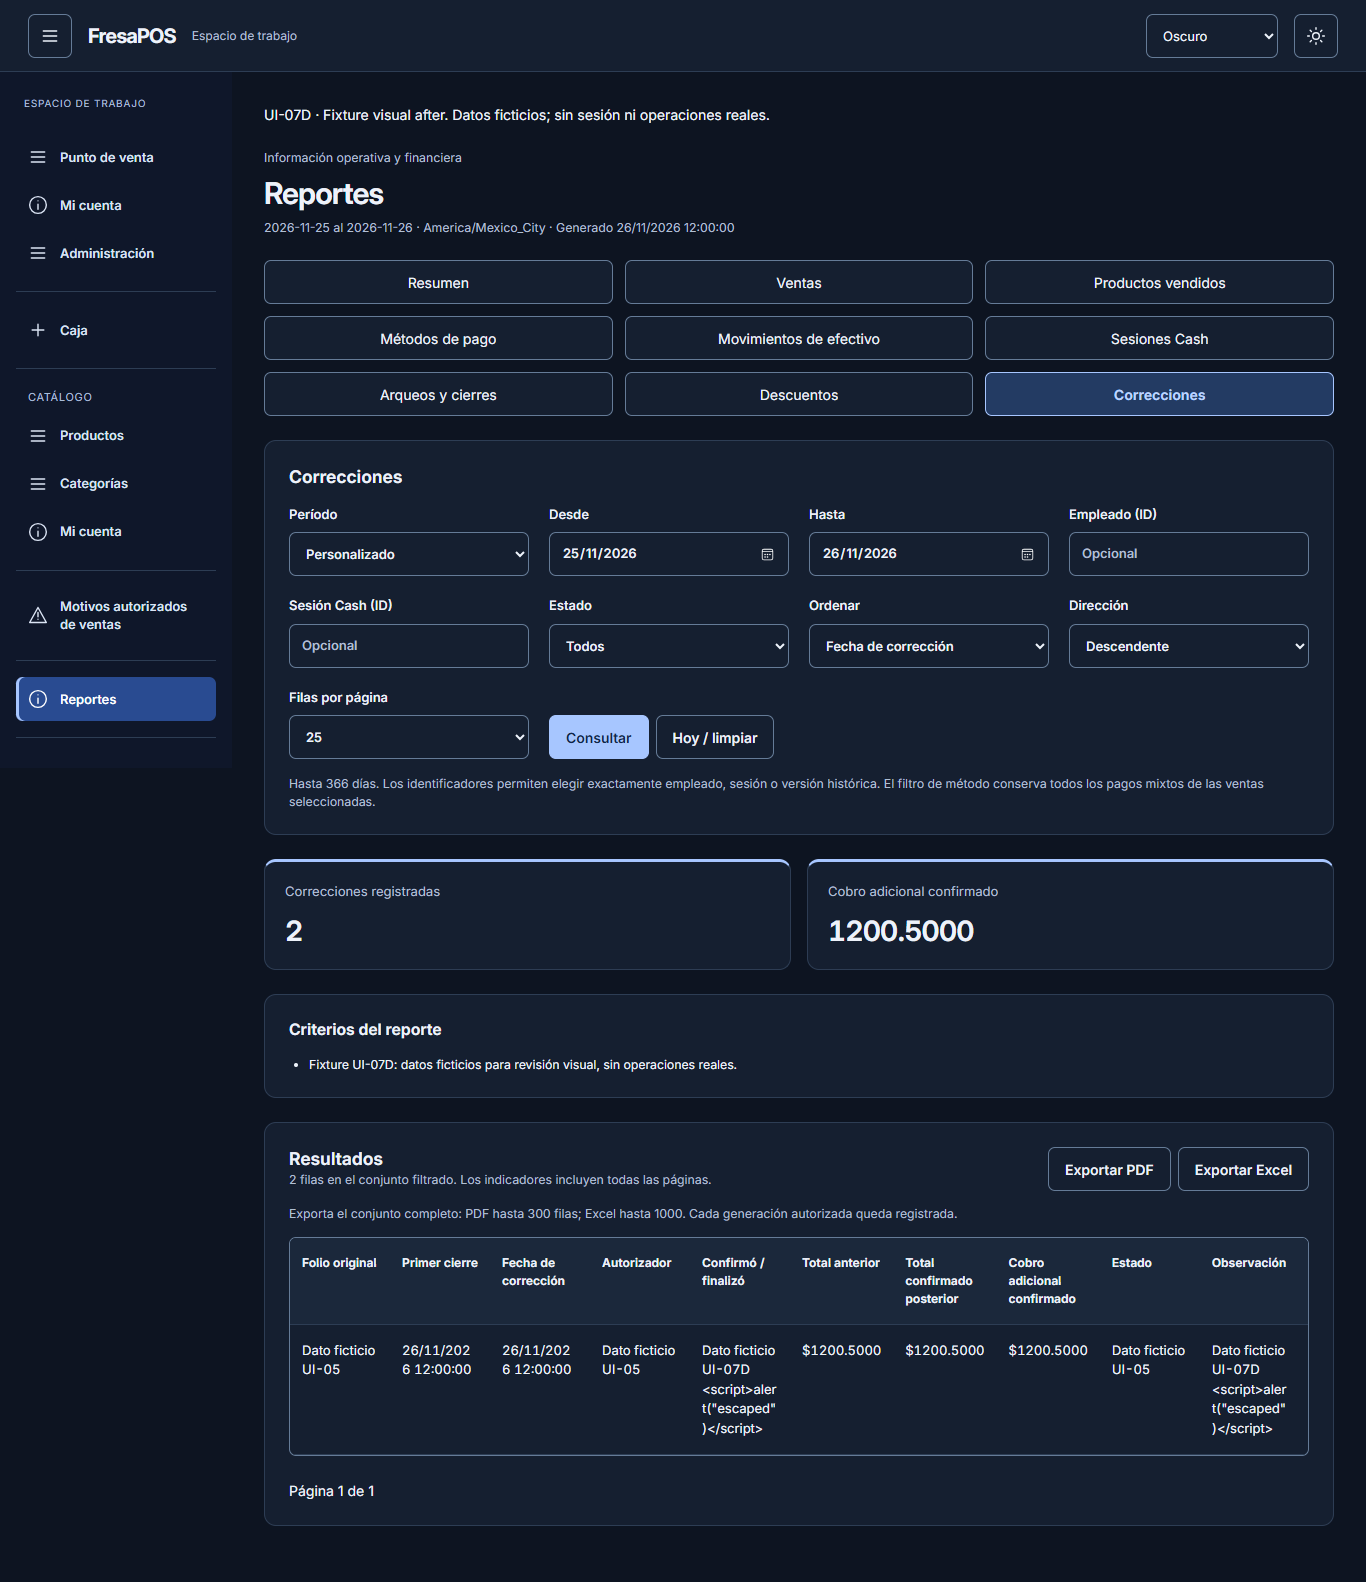 FresaPOS
Espacio de trabajo
Oscuro
ESPACIO DE TRABAJO
Punto de venta
Mi cuenta
Administración
Caja
CATÁLOGO
Productos
Categorías
Mi cuenta
Motivos autorizados
de ventas
Reportes
UI-07D · Fixture visual after. Datos ficticios; sin sesión ni operaciones reales.
Información operativa y financiera
Reportes
2026-11-25 al 2026-11-26 · America/Mexico_City · Generado 26/11/2026 12:00:00
Resumen
Ventas
Productos vendidos
Métodos de pago
Movimientos de efectivo
Sesiones Cash
Arqueos y cierres
Descuentos
Correcciones
Correcciones
Período
Desde
Hasta
Empleado (ID)
Personalizado
25/11/2026
26/11/2026
Opcional
Sesión Cash (ID)
Estado
Ordenar
Dirección
Opcional
Todos
Fecha de corrección
Descendente
Filas por página
25
Consultar
Hoy / limpiar
Hasta 366 días. Los identificadores permiten elegir exactamente empleado, sesión o versión histórica. El filtro de método conserva todos los pagos mixtos de las ventas
seleccionadas.
Correcciones registradas
2
Cobro adicional confirmado
1200.5000
Criterios del reporte
• Fixture UI-07D: datos ficticios para revisión visual, sin operaciones reales.
Resultados
2 filas en el conjunto filtrado. Los indicadores incluyen todas las páginas.
Exportar PDF
Exportar Excel
Exporta el conjunto completo: PDF hasta 300 filas; Excel hasta 1000. Cada generación autorizada queda registrada.
Folio original
Primer cierre
Fecha de
corrección
Autorizador
Confirmó /
finalizó
Total anterior
Total
confirmado
posterior
Cobro
adicional
confirmado
Estado
Observación
Dato ficticio
UI-05
26/11/202
6 12:00:00
26/11/202
6 12:00:00
Dato ficticio
UI-05
Dato ficticio
UI-07D
<script>aler
t("escaped"
)</script>
$1200.5000
$1200.5000
$1200.5000
Dato ficticio
UI-05
Dato ficticio
UI-07D
<script>aler
t("escaped"
)</script>
Página 1 de 1